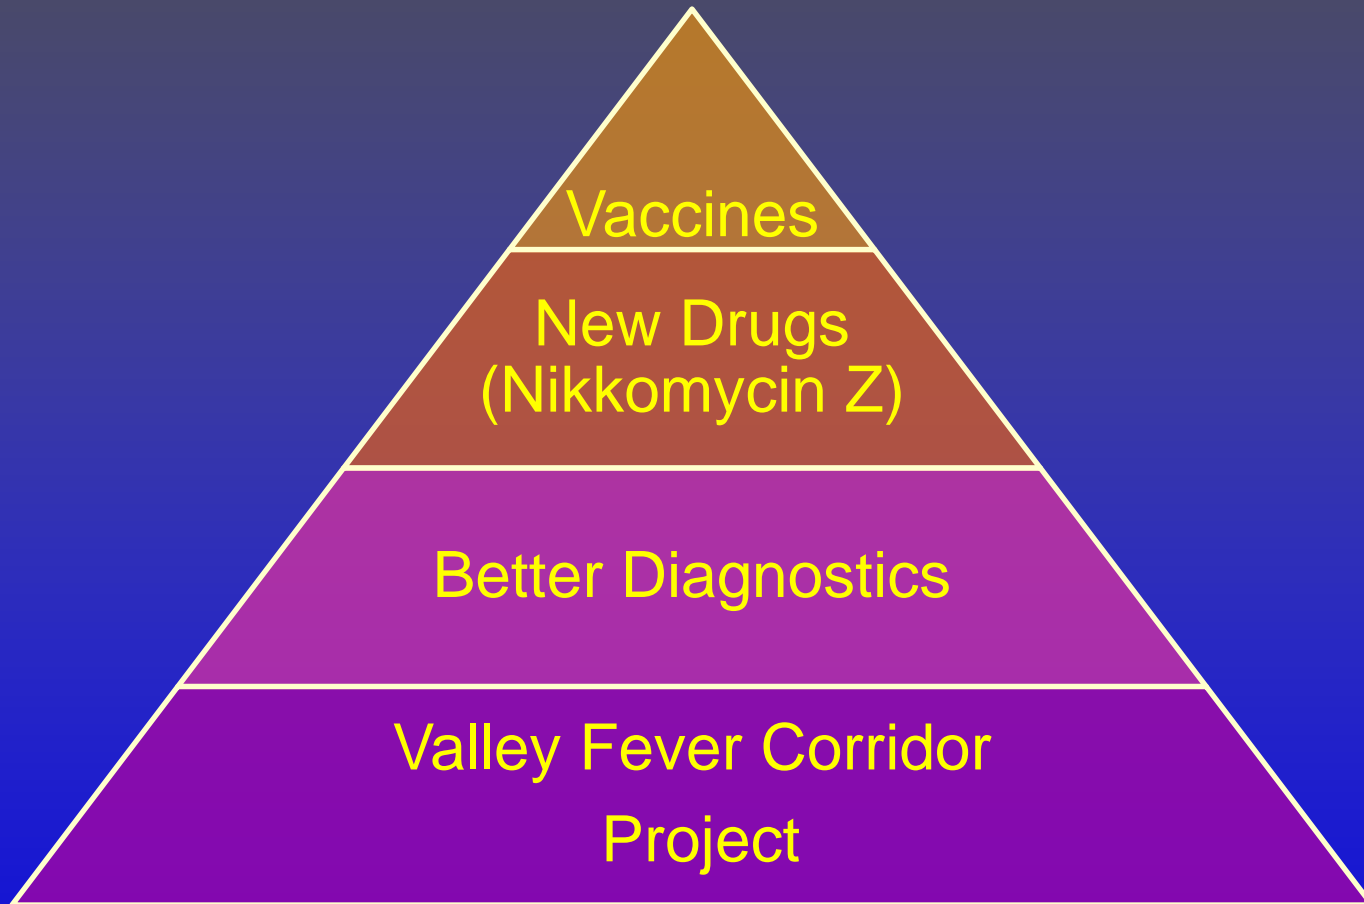 Vaccines
New Drugs
(Nikkomycin Z)
Better Diagnostics
Valley Fever Corridor
Project